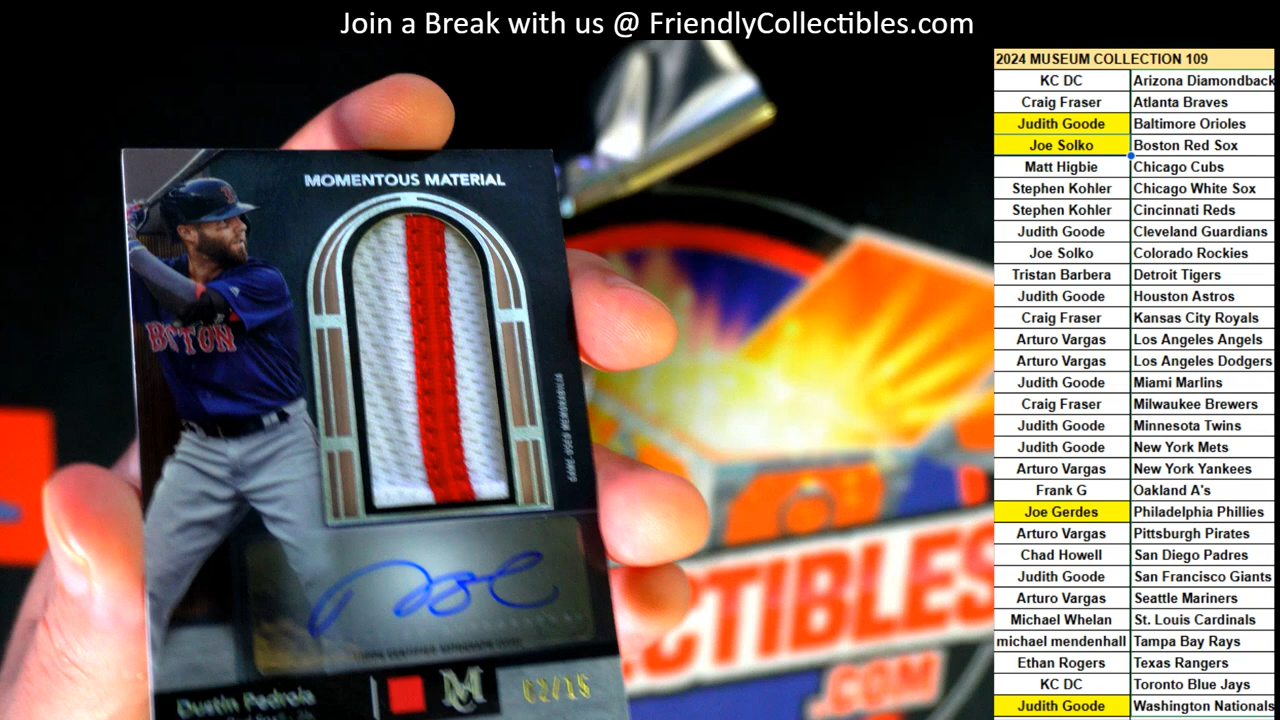 Join a Break with us @ FriendlyCollectibles.com
2024 MUSEUM COLLECTION 109
KC DC Arizona Diamondback
Craig Fraser Atlanta Braves
Judith Goode Baltimore Orioles
Joe Solko Boston Red Sox
Matt Higbie Chicago Cubs
Stephen Kohler Chicago White Sox
Stephen Kohler Cincinnati Reds
Judith Goode Cleveland Guardians
Joe Solko Colorado Rockies
Tristan Barbera Detroit Tigers
Judith Goode Houston Astros
Craig Fraser Kansas City Royals
Arturo Vargas Los Angeles Angels
Arturo Vargas Los Angeles Dodgers
Judith Goode Miami Marlins
Craig Fraser Milwaukee Brewers
Judith Goode Minnesota Twins
Judith Goode New York Mets
Arturo Vargas New York Yankees
Frank G Oakland A's
Joe Gerdes Philadelphia Phillies
Arturo Vargas Pittsburgh Pirates
Chad Howell San Diego Padres
Judith Goode San Francisco Giants
Arturo Vargas Seattle Mariners
Michael Whelan St. Louis Cardinals
michael mendenhall Tampa Bay Rays
Ethan Rogers Texas Rangers
KC DC Toronto Blue Jays
Judith Goode Washington Nationals
MOMENTOUS MATERIAL
GAME-USED MEMORABILIA
Dustin Pedroia
M
02/15
CTIBLES
.COM